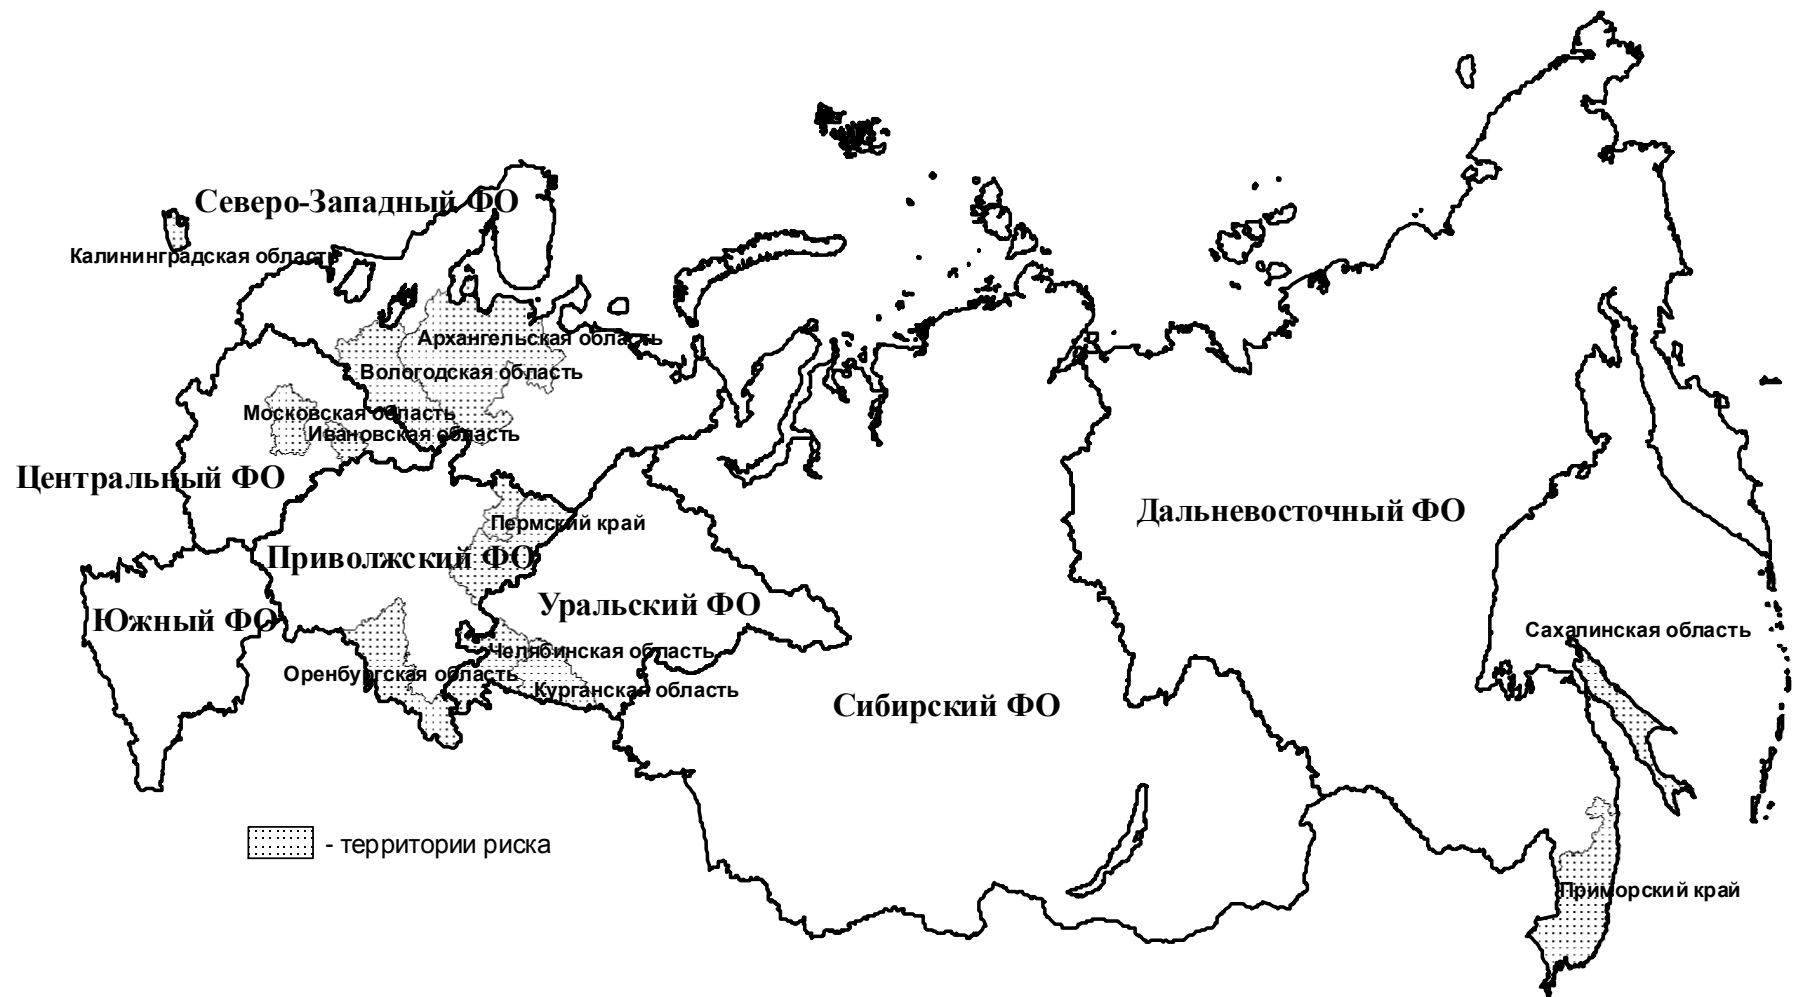 Северо-Западный ФО
Калининградская область
Архангельская область
Вологодская область
Московская область
Ивановская область
Центральный ФО
Пермский край
Дальневосточный ФО
Приволжский ФО
Уральский ФО
Южный ФО
Сахалинская область
Челябинская область
Оренбургская область
Курганская область
Сибирский ФО
- территории риска
Приморский край